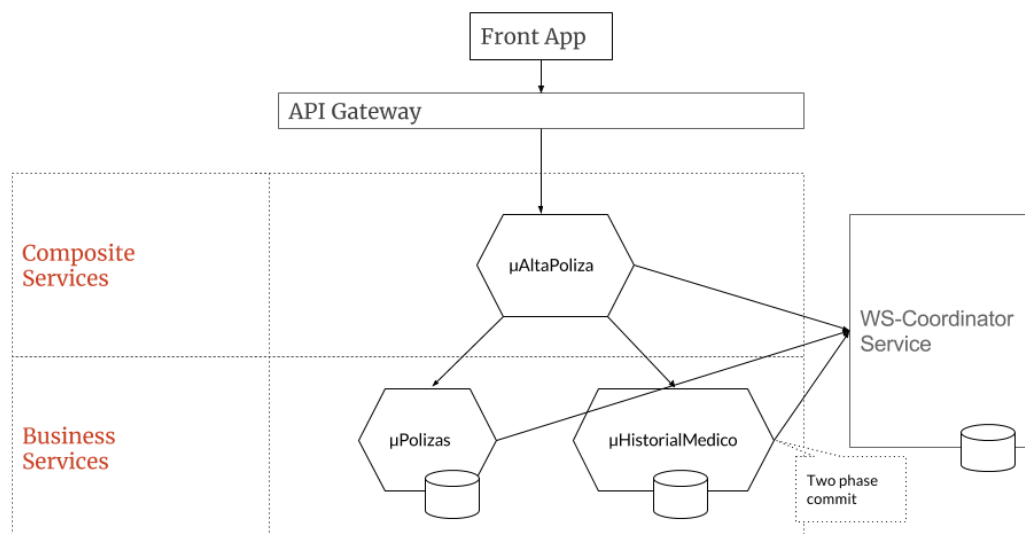 Front App
API Gateway
Composite
Services
µAltaPoliza
WS-Coordinator
Service
Business
Services
µPolizas
µHistorialMedico
Two phase
commit